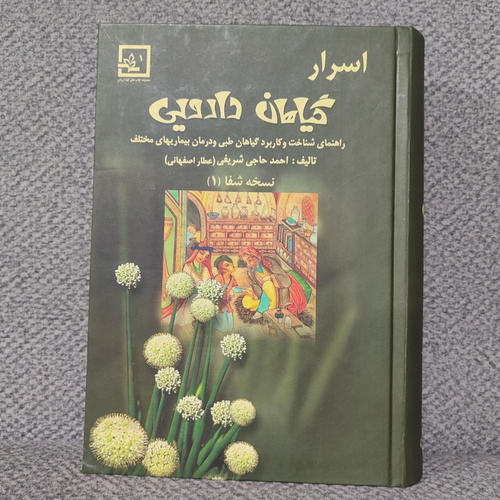 اسرار
گیاهان دارویی
راهنمای شناخت وکاربرد گیاهان طبی ودرمان بیماریهای مختلف
تالیف : احمد حاجی شریفی (عطار اصفهانی)
نسخه شفا (۱)